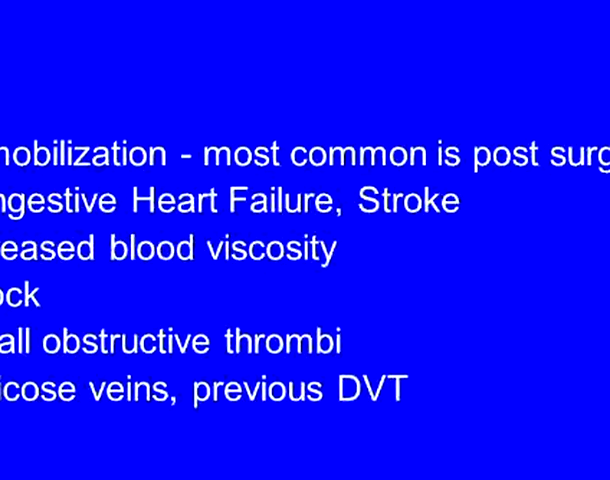 mobilization - most common is post surg
ngestive Heart Failure, Stroke
eased blood viscosity
ock
all obstructive thrombi
icose veins, previous DVT